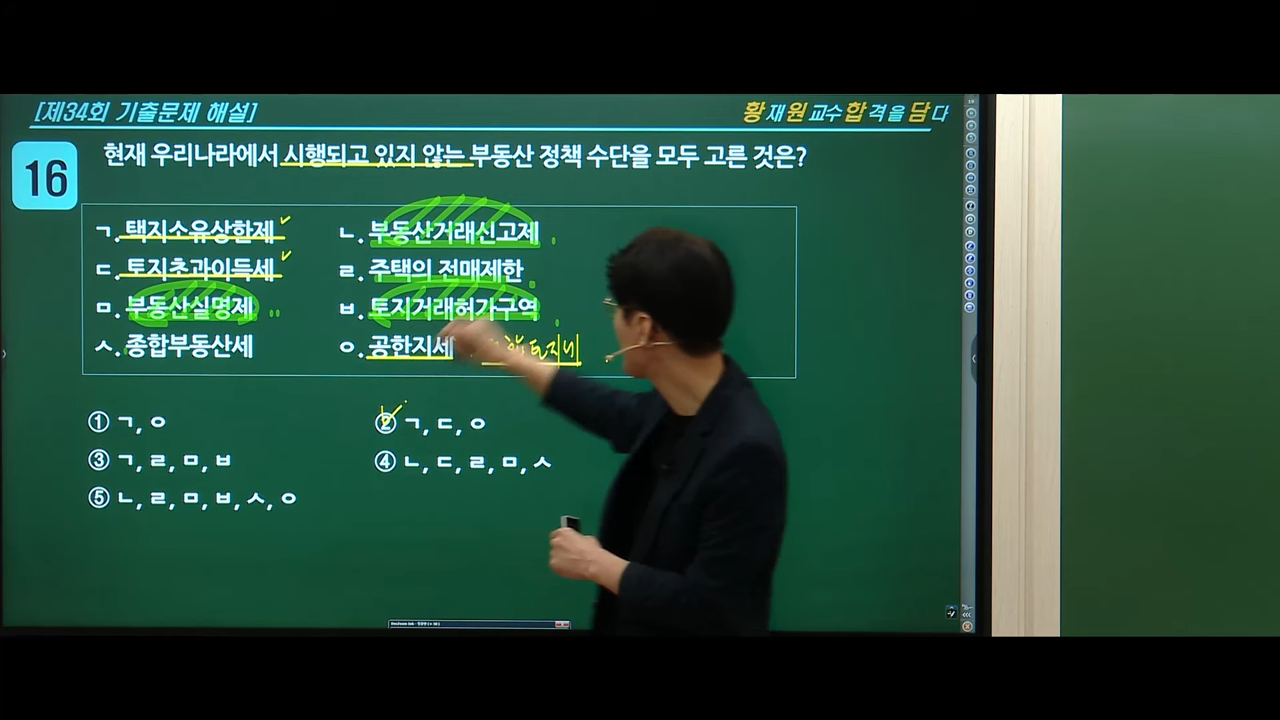 [제34회 기출문제 해설]
황재원 교수 합격을 담다
16
현재 우리나라에서 시행되고 있지 않는 부동산 정책 수단을 모두 고른 것은?
ㄱ. 택지소유상한제 ㄴ. 부동산거래신고제
ㄷ. 토지초과이득세 ㄹ. 주택의 전매제한
ㅁ. 부동산실명제 ㅂ. 토지거래허가구역
ㅅ. 종합부동산세 ㅇ. 공한지세
① ㄱ, ㅇ ② ㄱ, ㄷ, ㅇ
③ ㄱ, ㄹ, ㅁ, ㅂ ④ ㄴ, ㄷ, ㄹ, ㅁ, ㅅ
⑤ ㄴ, ㄹ, ㅁ, ㅂ, ㅅ, ㅇ